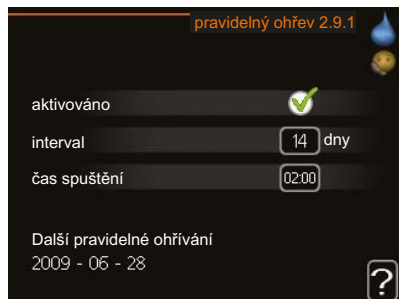 pravidelný ohřev 2.9.1
aktivováno
interval 14 dny
čas spuštění 02:00
Další pravidelné ohřívání
2009 - 06 - 28
?